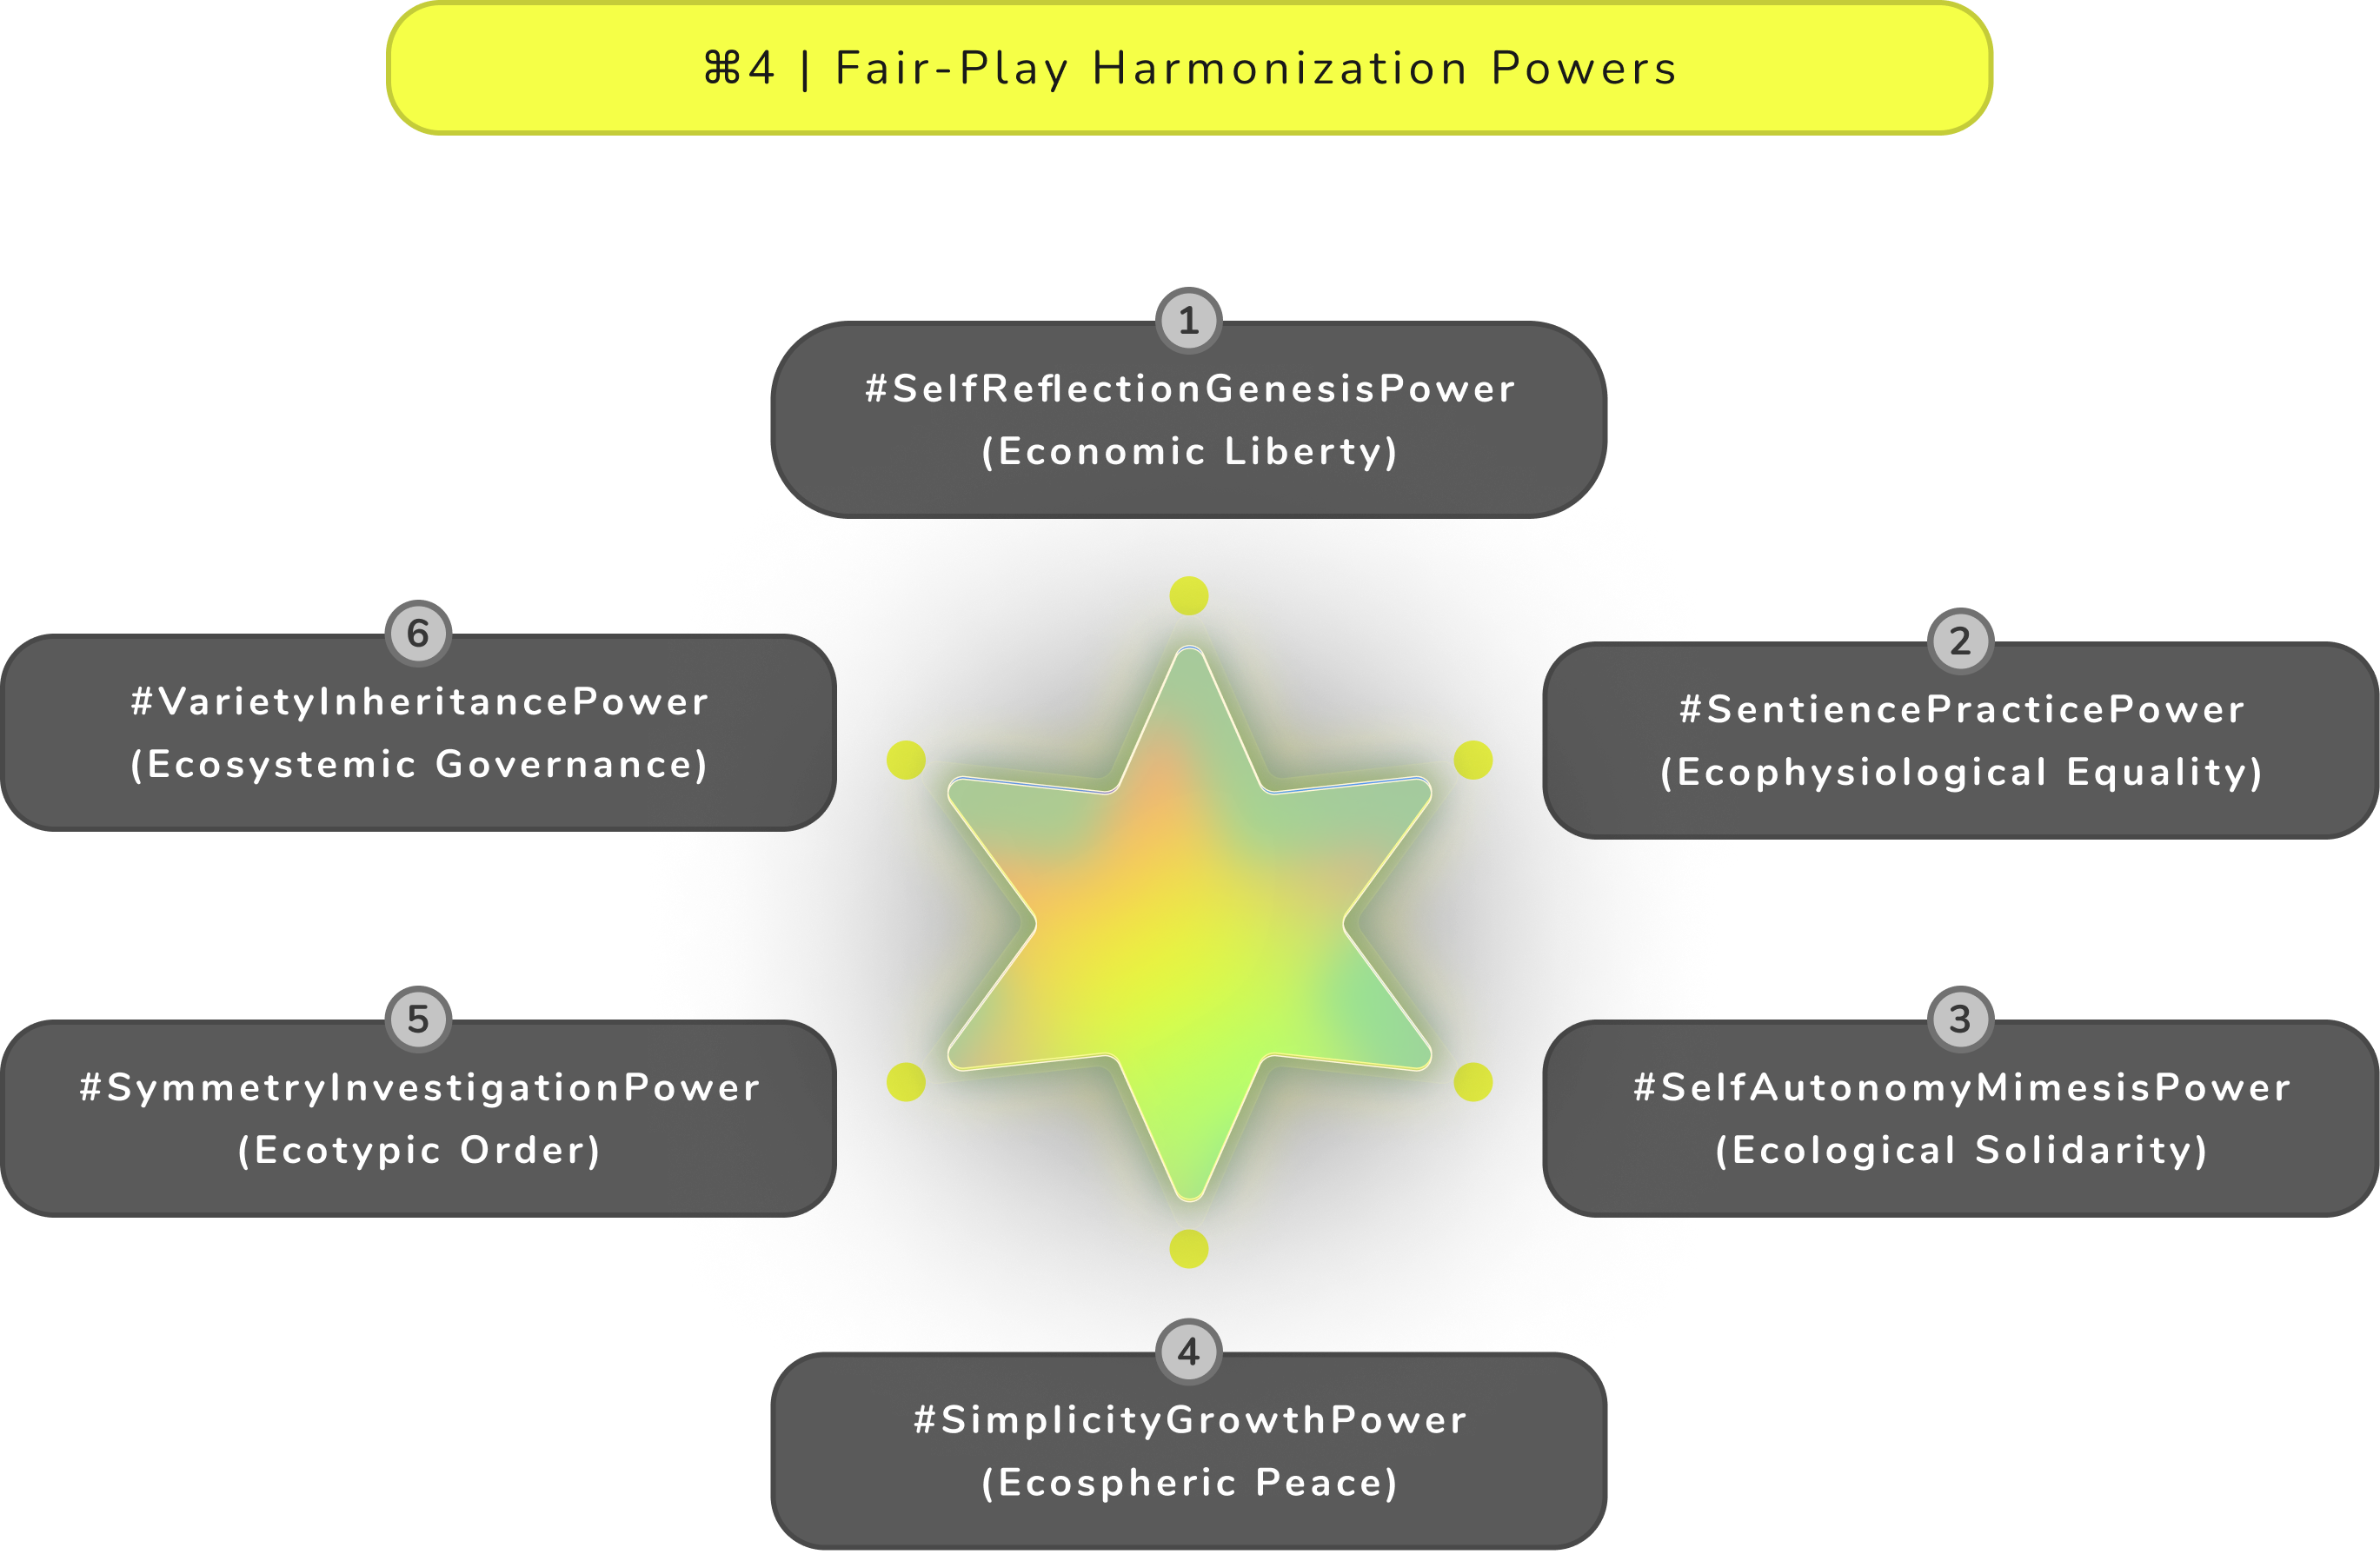 ⌘4 | Fair-Play Harmonization Powers
1
#SelfReflectionGenesisPower
(Economic Liberty)
2
#SentiencePracticePower
(Ecophysiological Equality)
3
#SelfAutonomyMimesisPower
(Ecological Solidarity)
4
#SimplicityGrowthPower
(Ecospheric Peace)
5
#SymmetryInvestigationPower
(Ecotypic Order)
6
#VarietyInheritancePower
(Ecosystemic Governance)